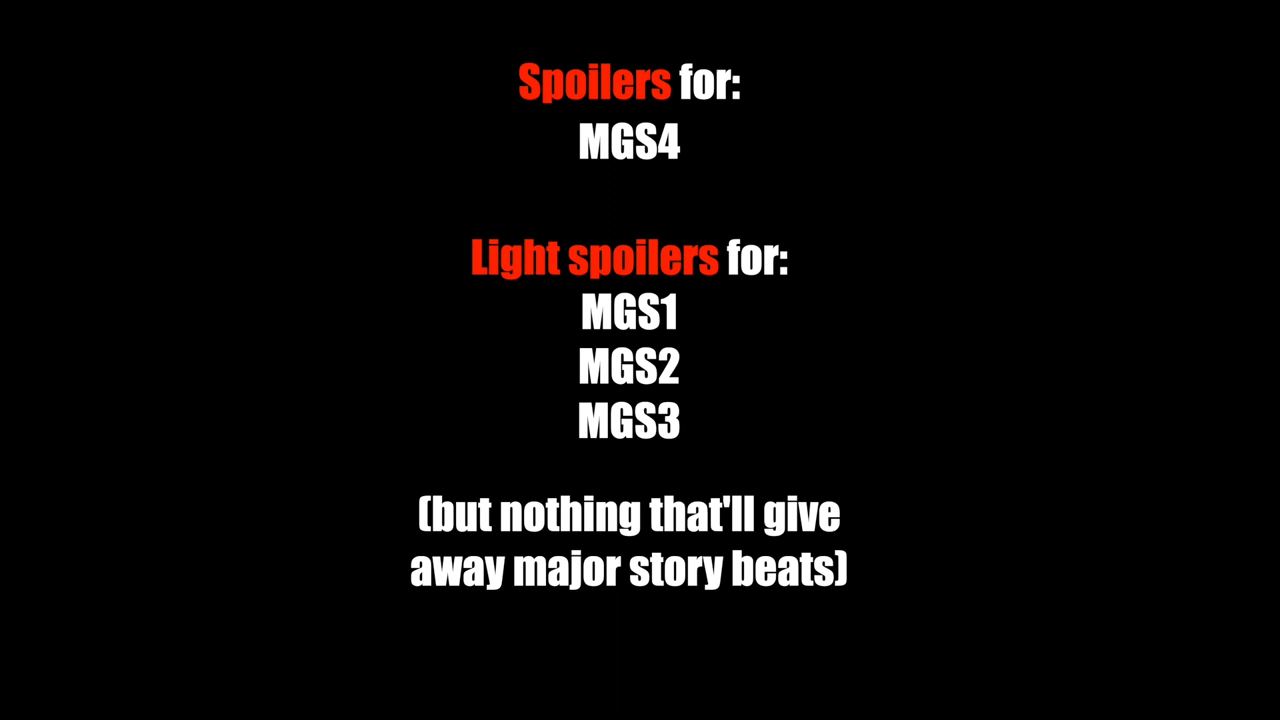 Spoilers for:
MGS4
Light spoilers for:
MGS1
MGS2
MGS3
(but nothing that'll give
away major story beats)